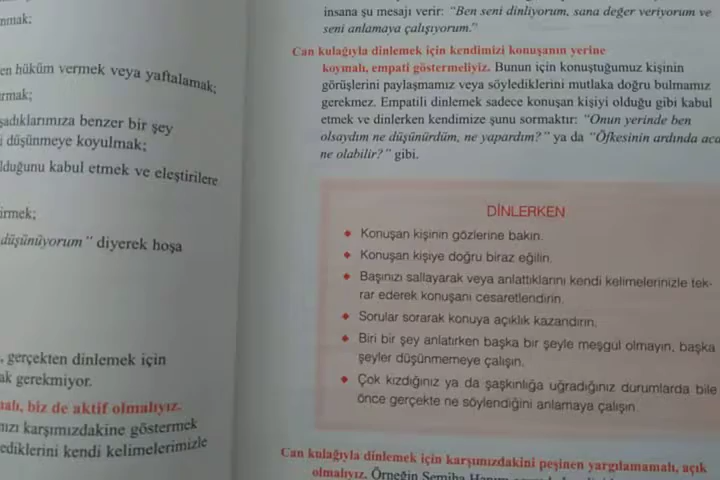 nmak;
en hüküm vermek veya yaftalamak;
rmak;
şadıklarımıza benzer bir şey
i düşünmeye koyulmak;
lduğunu kabul etmek ve eleştirilere
irmek;
düşünüyorum" diyerek hoşa
, gerçekten dinlemek için
ak gerekmiyor.
malı, biz de aktif olmalıyız.
mızı karşımızdakine göstermek
ediklerini kendi kelimelerimizle
insana şu mesajı verir: "Ben seni dinliyorum, sana değer veriyorum ve
seni anlamaya çalışıyorum."
Can kulağıyla dinlemek için kendimizi konuşanın yerine
koymalı, empati göstermeliyiz. Bunun için konuştuğumuz kişinin
görüşlerini paylaşmamız veya söylediklerini mutlaka doğru bulmamız
gerekmez. Empatili dinlemek sadece konuşan kişiyi olduğu gibi kabul
etmek ve dinlerken kendimize şunu sormaktır: "Onun yerinde ben
olsaydım ne düşünürdüm, ne yapardım?" ya da "Öfkesinin ardında aca
ne olabilir?" gibi.
DİNLERKEN
Konuşan kişinin gözlerine bakın.
Konuşan kişiye doğru biraz eğilin.
Başınızı sallayarak veya anlattıklarını kendi kelimelerinizle tek-
rar ederek konuşanı cesaretlendirin.
Sorular sorarak konuya açıklık kazandırın.
Biri bir şey anlatırken başka bir şeyle meşgul olmayın, başka
şeyler düşünmemeye çalışın.
Çok kızdığınız ya da şaşkınlığa uğradığınız durumlarda bile
önce gerçekte ne söylendiğini anlamaya çalışın.
Can kulağıyla dinlemek için karşımızdakini peşinen yargılamamalı, açık
olmalıyız. Örneğin Semiha Hanım